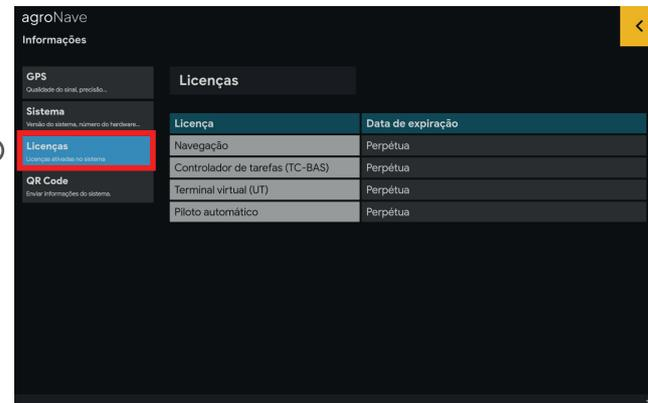 agroNave
Informações
GPS
Qualidade do sinal, precisão...
Sistema
Versão do sistema, número do hardware...
Licenças
Licenças ativadas no sistema
QR Code
Enviar informações do sistema.
Licenças
Licença Data de expiração
Navegação Perpétua
Controlador de tarefas (TC-BAS) Perpétua
Terminal virtual (UT) Perpétua
Piloto automático Perpétua